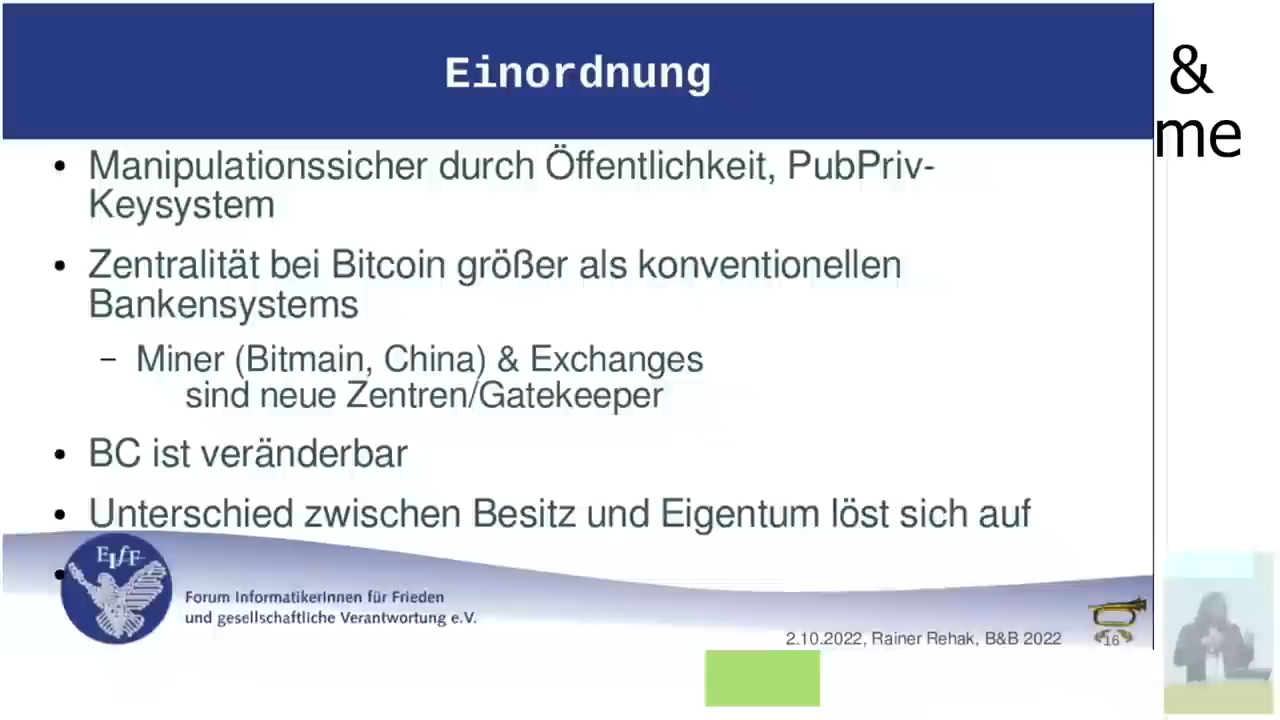 Einordnung
&
me
• Manipulationssicher durch Öffentlichkeit, PubPriv-
Keysystem
• Zentralität bei Bitcoin größer als konventionellen
Bankensystems
– Miner (Bitmain, China) & Exchanges
sind neue Zentren/Gatekeeper
• BC ist veränderbar
• Unterschied zwischen Besitz und Eigentum löst sich auf
•
FIfF
Forum InformatikerInnen für Frieden
und gesellschaftliche Verantwortung e.V.
2.10.2022, Rainer Rehak, B&B 2022
16